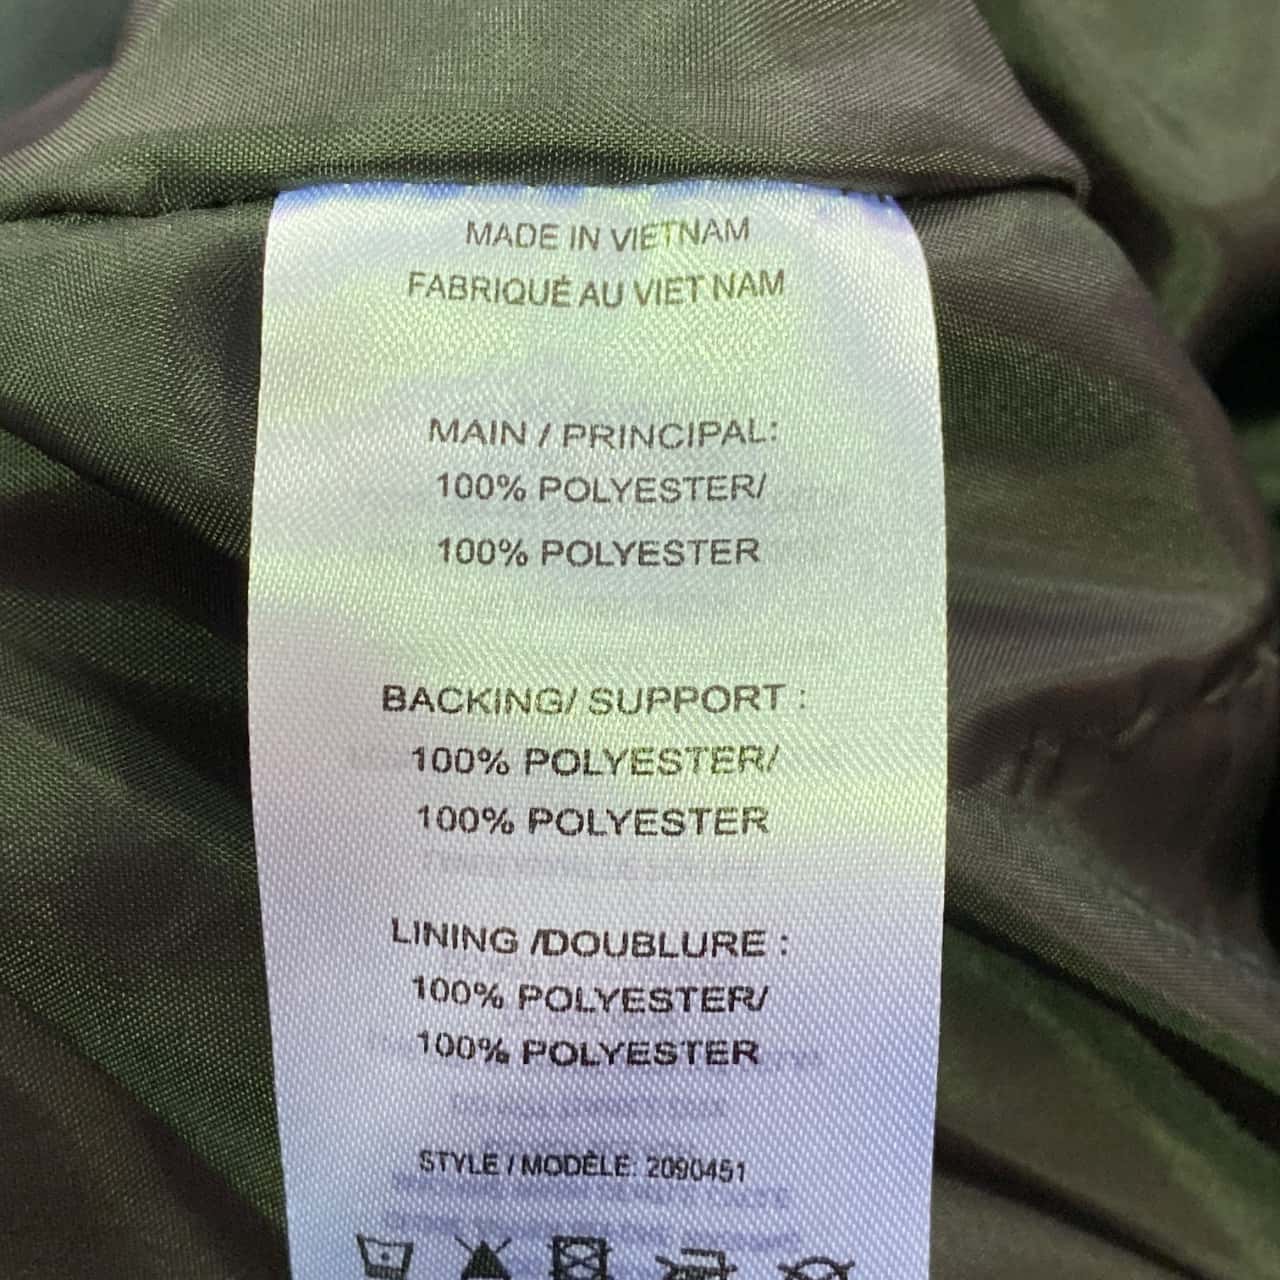 MADE IN VIETNAM
FABRIQUÉ AU VIET NAM
MAIN / PRINCIPAL:
100% POLYESTER/
100% POLYESTER
BACKING/ SUPPORT :
100% POLYESTER/
100% POLYESTER
LINING /DOUBLURE :
100% POLYESTER/
100% POLYESTER
STYLE / MODÈLE: 2090451